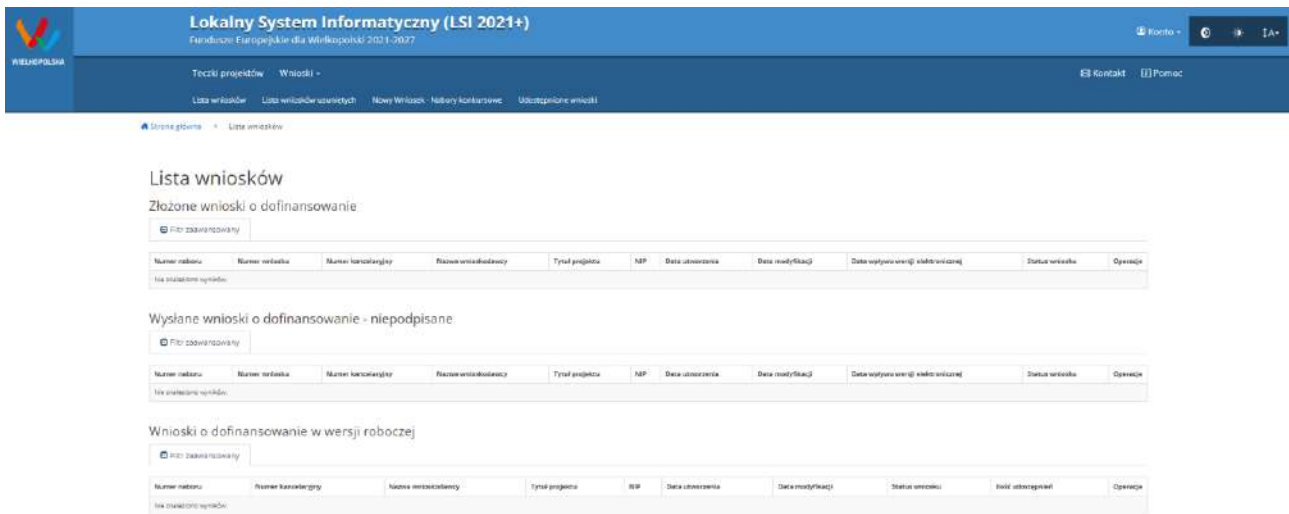 Lokalny System Informatyczny (LSI 2021+)
Fundusze Europejskie dla Wielkopolski 2021-2027
Konto
A
WIELKOPOLSKA
Teczki projektów Wnioski
Kontakt Pomoc
Lista wniosków Lista wniosków usuniętych Nowy Wniosek - Nabory konkursowe Udostępnione wnioski
Strona główna Lista wniosków
Lista wniosków
Złożone wnioski o dofinansowanie
Filtr zaawansowany
Numer naboru Numer wniosku Numer kancelaryjny Nazwa wnioskodawcy Tytuł projektu NIP Data utworzenia Data modyfikacji Data wpływu wersji elektronicznej Status wniosku Operacje
Nie znaleziono wyników.
Wysłane wnioski o dofinansowanie - niepodpisane
Filtr zaawansowany
Numer naboru Numer wniosku Numer kancelaryjny Nazwa wnioskodawcy Tytuł projektu NIP Data utworzenia Data modyfikacji Data wpływu wersji elektronicznej Status wniosku Operacje
Nie znaleziono wyników.
Wnioski o dofinansowanie w wersji roboczej
Filtr zaawansowany
Numer naboru Numer kancelaryjny Nazwa wnioskodawcy Tytuł projektu NIP Data utworzenia Data modyfikacji Status wniosku Ilość udostępnień Operacje
Nie znaleziono wyników.